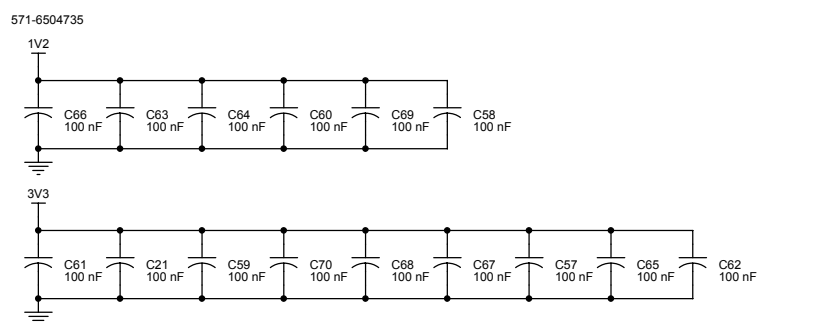 571-6504735
1V2
C66 C63 C64 C60 C69 C58
100 nF 100 nF 100 nF 100 nF 100 nF 100 nF
3V3
C61 C21 C59 C70 C68 C67 C57 C65 C62
100 nF 100 nF 100 nF 100 nF 100 nF 100 nF 100 nF 100 nF 100 nF